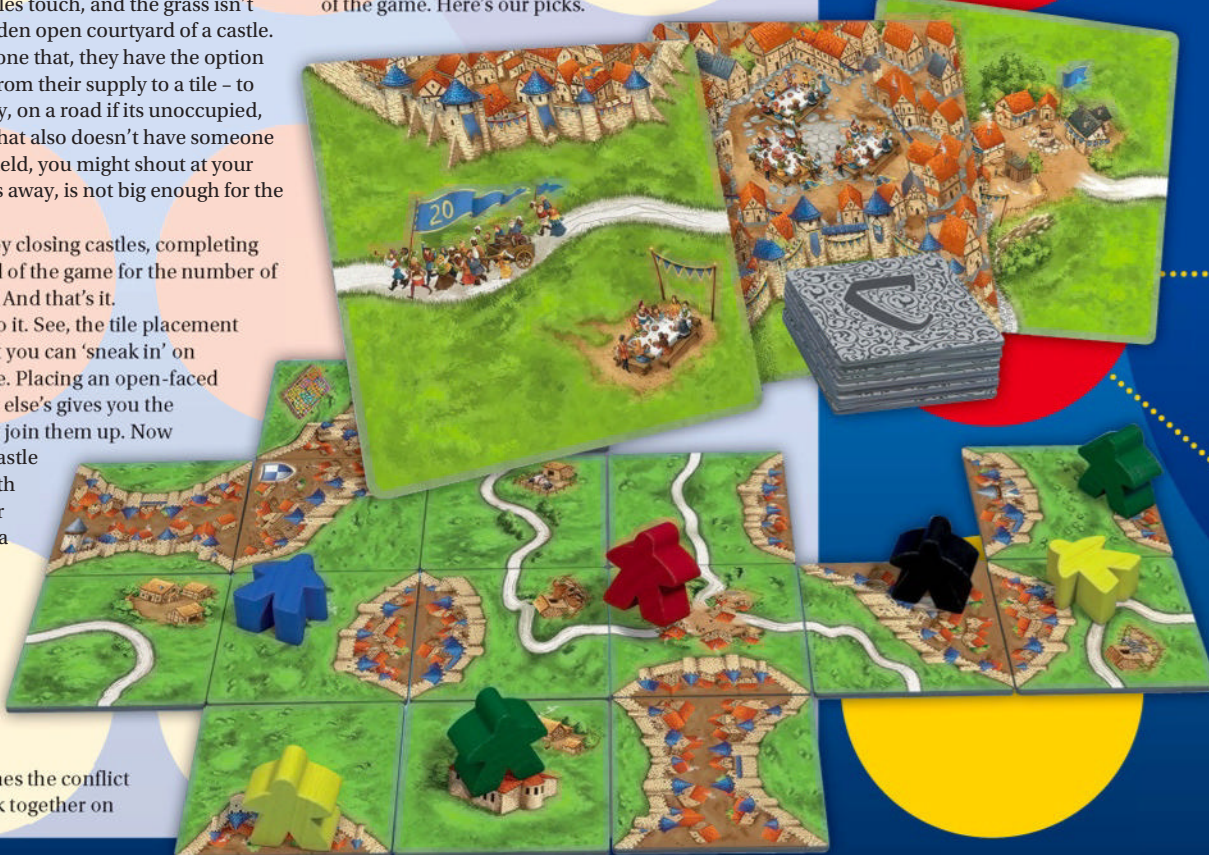 les touch, and the grass isn't
den open courtyard of a castle.
one that, they have the option
rom their supply to a tile – to
y, on a road if its unoccupied,
hat also doesn't have someone
eld, you might shout at your
s away, is not big enough for the
by closing castles, completing
d of the game for the number of
And that's it.
o it. See, the tile placement
t you can 'sneak in' on
e. Placing an open-faced
else's gives you the
join them up. Now
astle
th
r
a
nes the conflict
k together on
of the game. Here's our picks.
20